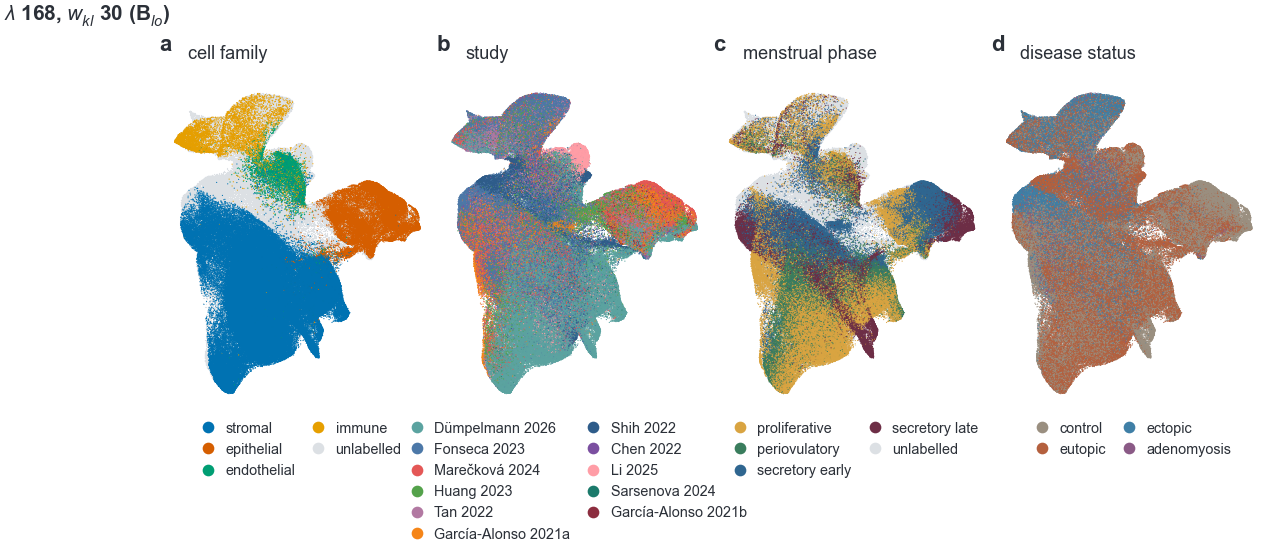 λ 168, wkl 30 (Blo)
a cell family
b study
c menstrual phase
d disease status
stromal
epithelial
endothelial
immune
unlabelled
Dümpelmann 2026
Fonseca 2023
Marečková 2024
Huang 2023
Tan 2022
García-Alonso 2021a
Shih 2022
Chen 2022
Li 2025
Sarsenova 2024
García-Alonso 2021b
proliferative
periovulatory
secretory early
secretory late
unlabelled
control
eutopic
ectopic
adenomyosis